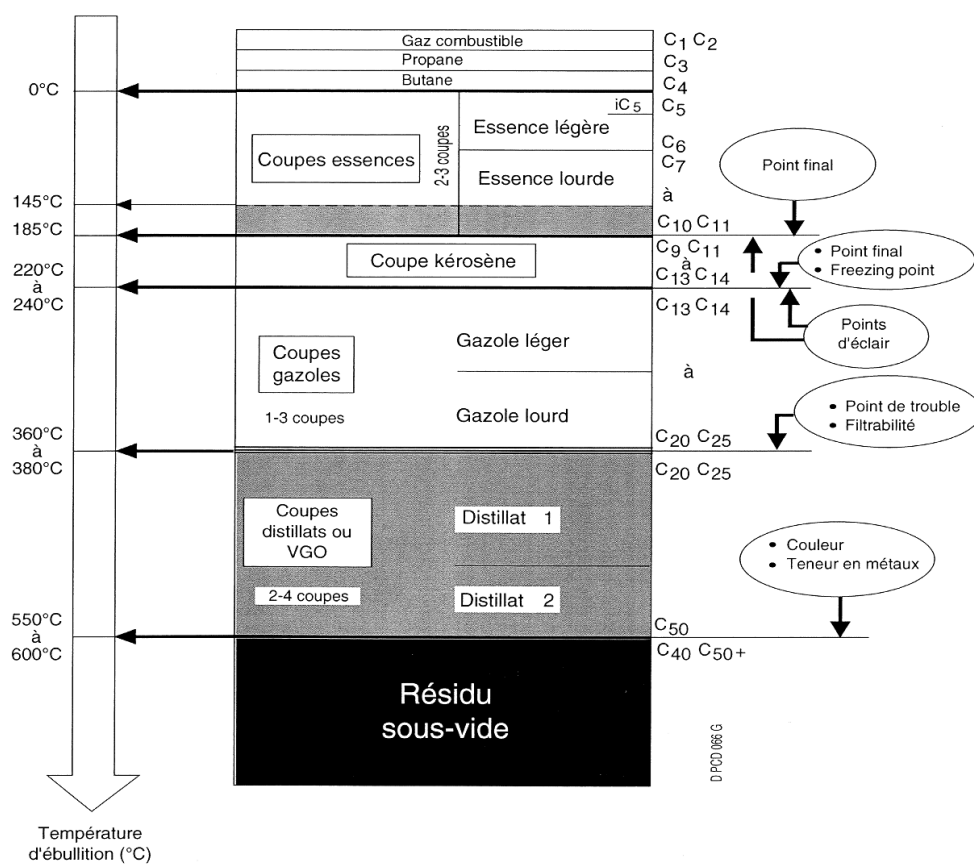 Gaz combustible
C1 C2
Propane
C3
Butane
C4
0°C
iC5
C5
Essence légère
C6
Coupes essences
2-3 coupes
C7
Point final
Essence lourde
à
145°C
C10 C11
185°C
C9 C11
Coupe kérosène
à
• Point final
220°C
C13 C14
• Freezing point
à
240°C
C13 C14
Points
d'éclair
Gazole léger
Coupes
gazoles
à
1-3 coupes
Gazole lourd
• Point de trouble
• Filtrabilité
360°C
C20 C25
à
380°C
C20 C25
Coupes
distillats ou
VGO
Distillat 1
• Couleur
• Teneur en métaux
2-4 coupes
Distillat 2
550°C
C50
à
600°C
C40 C50+
Résidu
sous-vide
D PCD 066 G
Température
d'ébullition (°C)